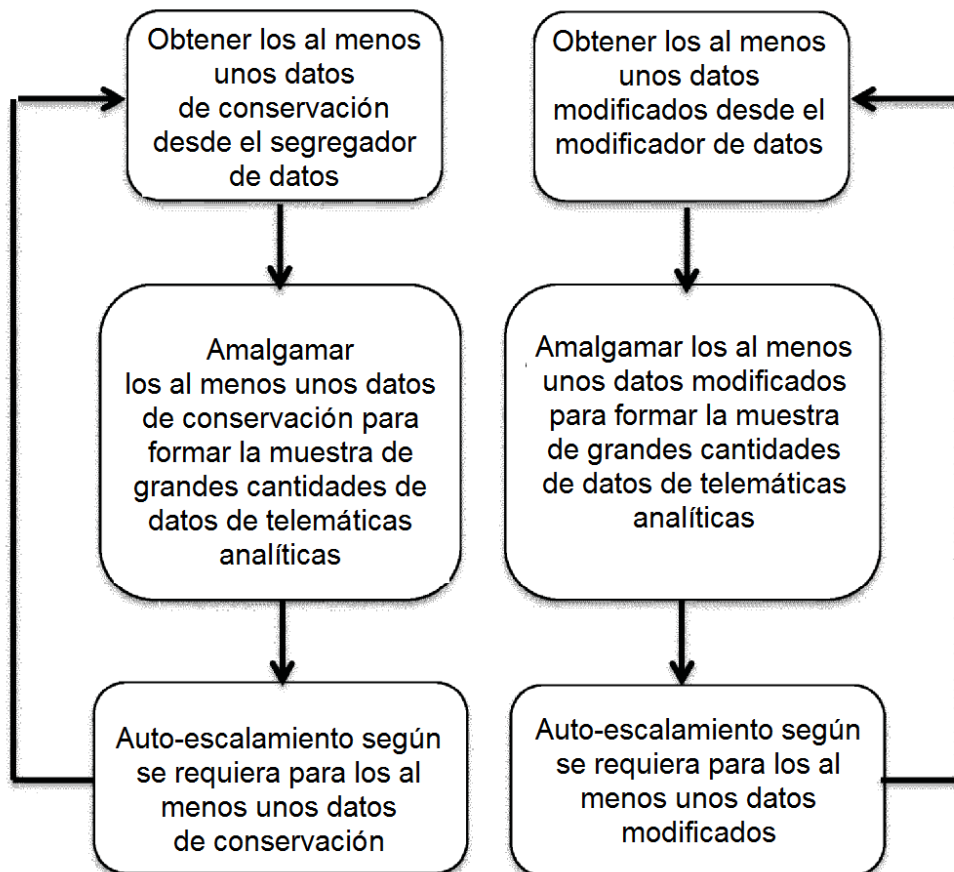 Obtener los al menos
unos datos
de conservación
desde el segregador
de datos
Obtener los al menos
unos datos
modificados desde el
modificador de datos
Amalgamar
los al menos unos datos
de conservación para
formar la muestra de
grandes cantidades de
datos de telemáticas
analíticas
Amalgamar los al menos
unos datos modificados
para formar la muestra
de grandes cantidades
de datos de telemáticas
analíticas
Auto-escalamiento según
se requiera para los al
menos unos datos
de conservación
Auto-escalamiento según
se requiera para los al
menos unos datos
modificados